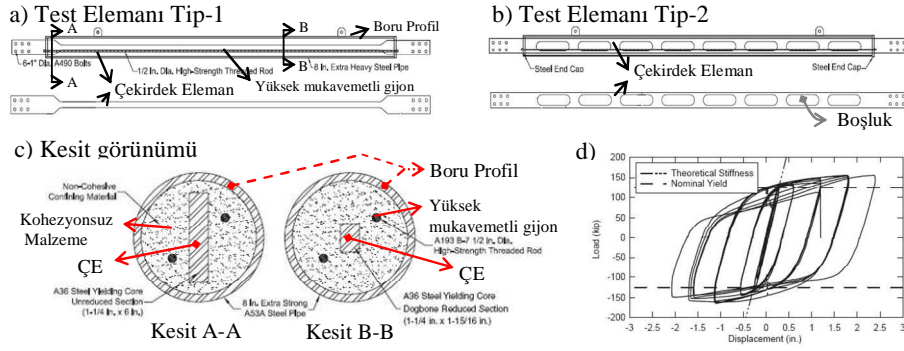 a) Test Elemanı Tip-1
A
B
Boru Profil
6-1" Dia. A490 Bolts
1/2 In. Dia. High-Strength Threaded Rod
B
8 in. Extra Heavy Steel Pipe
A
Çekirdek Eleman
Yüksek mukavemetli gijon
b) Test Elemanı Tip-2
Steel End Cap
Steel End Cap
Çekirdek Eleman
Boşluk
c) Kesit görünümü
Non-Cohesive
Confining Material
Kohezyonsuz
Malzeme
ÇE
A36 Steel Yielding Core
Unreduced Section
(1-1/4 in. x 6 in.)
8 in. Extra Strong
A53A Steel Pipe
Kesit A-A
Boru Profil
Yüksek
mukavemetli gijon
A193 B-7 1/2 in. Dia.
High-Strength Threaded Rod
ÇE
A36 Steel Yielding Core
Dogbone Reduced Section
(1-1/4 in x 1-15/16 in.)
Kesit B-B
d)
Theoretical Stiffness
Nominal Yield
Load (kip)
200
150
100
50
0
-50
-100
-150
-200
-3 -2.5 -2 -1.5 -1 -0.5 0 0.5 1 1.5 2 2.5 3
Displacement (in.)